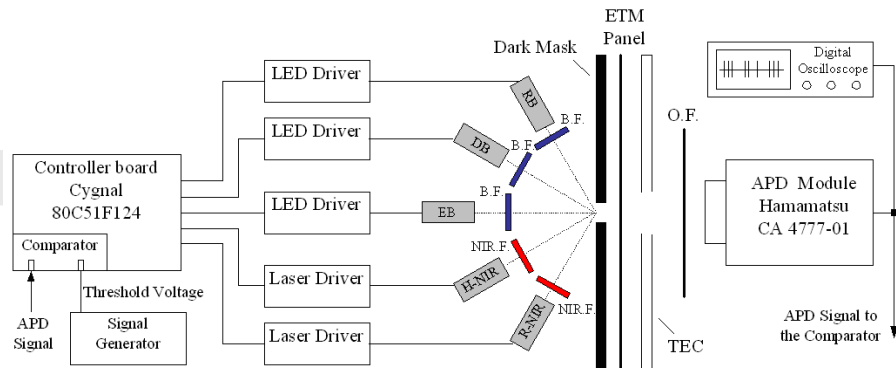 ETM
Panel
Dark Mask
LED Driver
RB
B.F.
Digital
Oscilloscope
O.F.
LED Driver
DB
B.F.
Controller board
Cygnal
80C51F124
LED Driver
EB
B.F.
APD Module
Hamamatsu
CA 4777-01
Comparator
NIR.F.
Laser Driver
H-NIR
Threshold Voltage
NIR.F.
APD
Signal
Signal
Generator
Laser Driver
R-NIR
TEC
APD Signal to
the Comparator